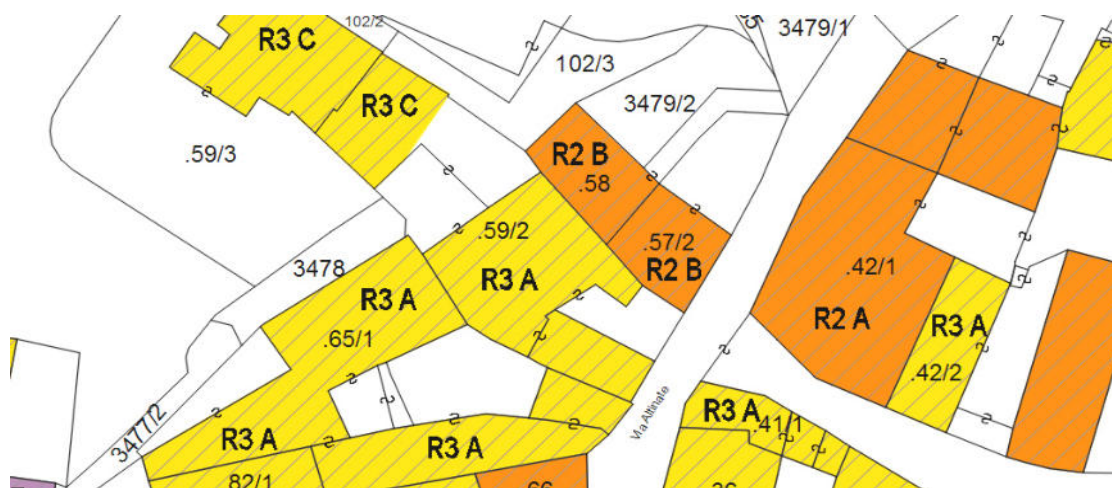 102/2
3479/1
R3 C
102/3
R3 C
3479/2
.59/3
R2 B
.58
.59/2
.57/2
R2 B
3478
R3 A
.42/1
R3 A
.65/1
R2 A
R3 A
.42/2
Via Altinate
3477/2
R3 A
R3 A
R3 A
.41/1
82/1